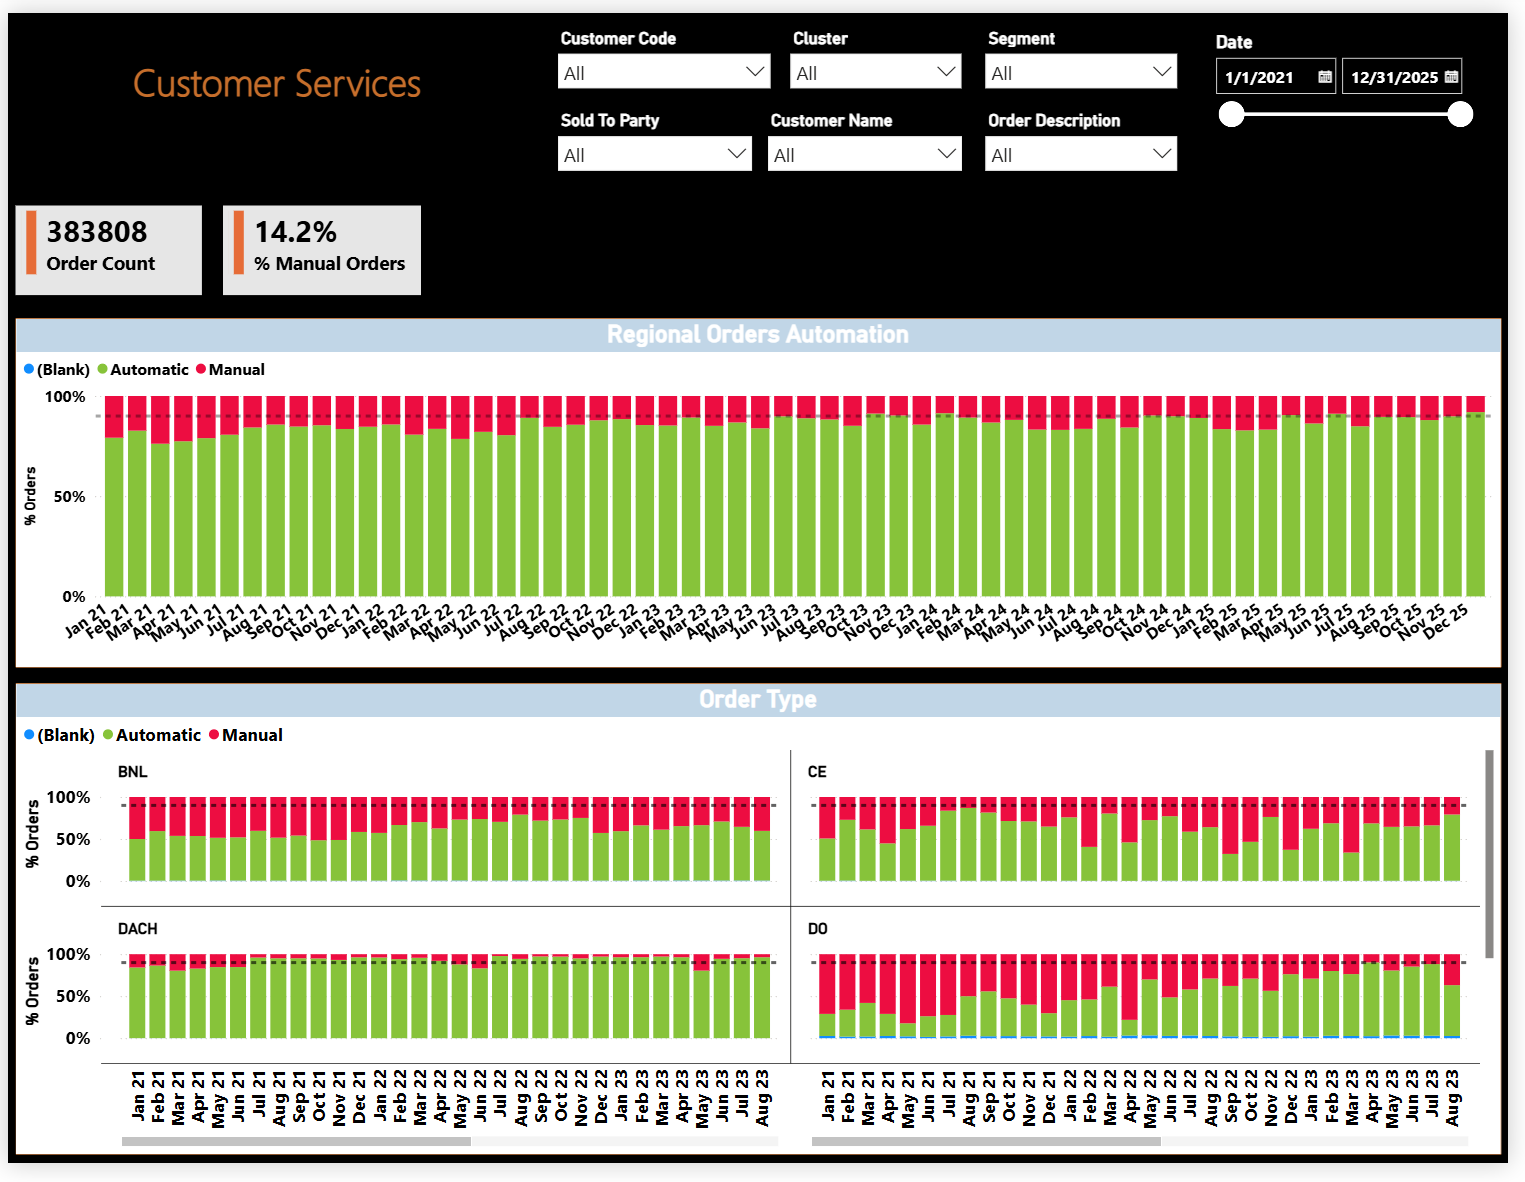 Customer Services
Customer Code
All
Cluster
All
Segment
All
Date
1/1/2021
12/31/2025
Sold To Party
All
Customer Name
All
Order Description
All
383808
Order Count
14.2%
% Manual Orders
Regional Orders Automation
(Blank) Automatic Manual
% Orders
100%
50%
0%
Jan 21 Feb 21 Mar 21 Apr 21 May 21 Jun 21 Jul 21 Aug 21 Sep 21 Oct 21 Nov 21 Dec 21 Jan 22 Feb 22 Mar 22 Apr 22 May 22 Jun 22 Jul 22 Aug 22 Sep 22 Oct 22 Nov 22 Dec 22 Jan 23 Feb 23 Mar 23 Apr 23 May 23 Jun 23 Jul 23 Aug 23 Sep 23 Oct 23 Nov 23 Dec 23 Jan 24 Feb 24 Mar 24 Apr 24 May 24 Jun 24 Jul 24 Aug 24 Sep 24 Oct 24 Nov 24 Dec 24 Jan 25 Feb 25 Mar 25 Apr 25 May 25 Jun 25 Jul 25 Aug 25 Sep 25 Oct 25 Nov 25 Dec 25
Order Type
(Blank) Automatic Manual
BNL
% Orders
100%
50%
0%
CE
DACH
% Orders
100%
50%
0%
DO
Jan 21 Feb 21 Mar 21 Apr 21 May 21 Jun 21 Jul 21 Aug 21 Sep 21 Oct 21 Nov 21 Dec 21 Jan 22 Feb 22 Mar 22 Apr 22 May 22 Jun 22 Jul 22 Aug 22 Sep 22 Oct 22 Nov 22 Dec 22 Jan 23 Feb 23 Mar 23 Apr 23 May 23 Jun 23 Jul 23 Aug 23
Jan 21 Feb 21 Mar 21 Apr 21 May 21 Jun 21 Jul 21 Aug 21 Sep 21 Oct 21 Nov 21 Dec 21 Jan 22 Feb 22 Mar 22 Apr 22 May 22 Jun 22 Jul 22 Aug 22 Sep 22 Oct 22 Nov 22 Dec 22 Jan 23 Feb 23 Mar 23 Apr 23 May 23 Jun 23 Jul 23 Aug 23